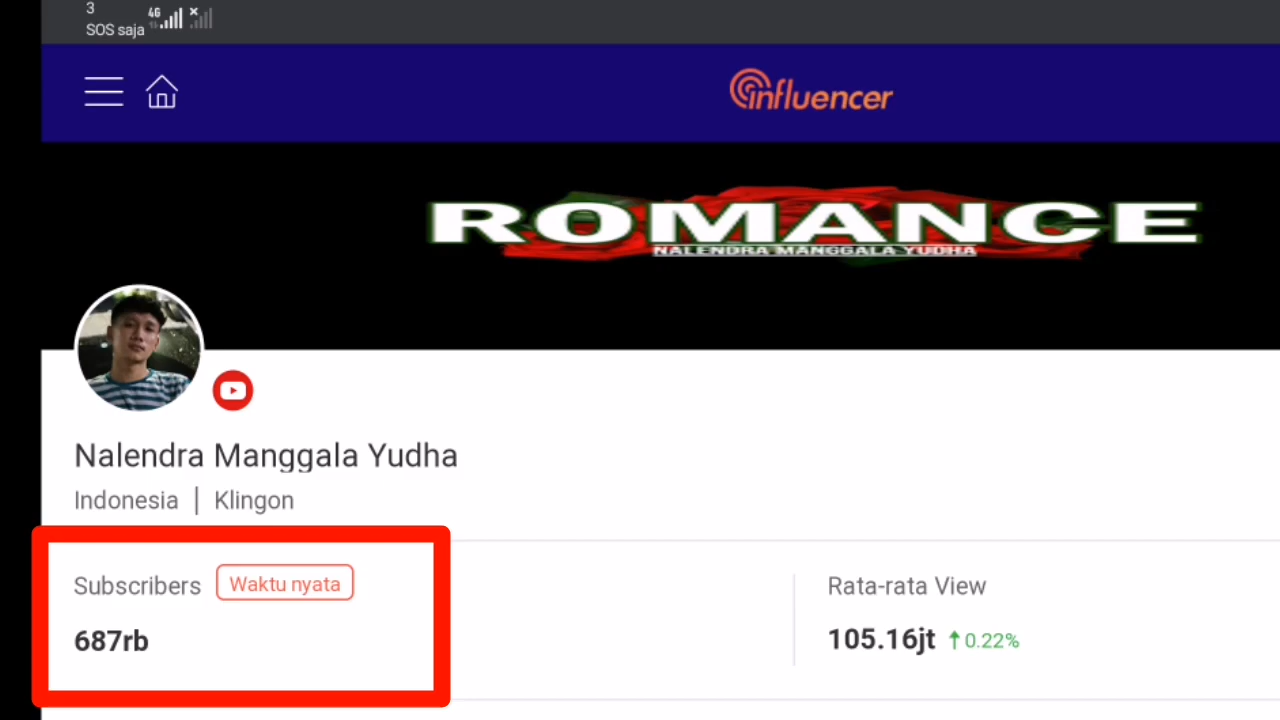 3
SOS saja 4G
influencer
ROMANCE
NALENDRA MANGGALA YUDHA
Nalendra Manggala Yudha
Indonesia | Klingon
Subscribers Waktu nyata
687rb
Rata-rata View
105.16jt ↑0.22%